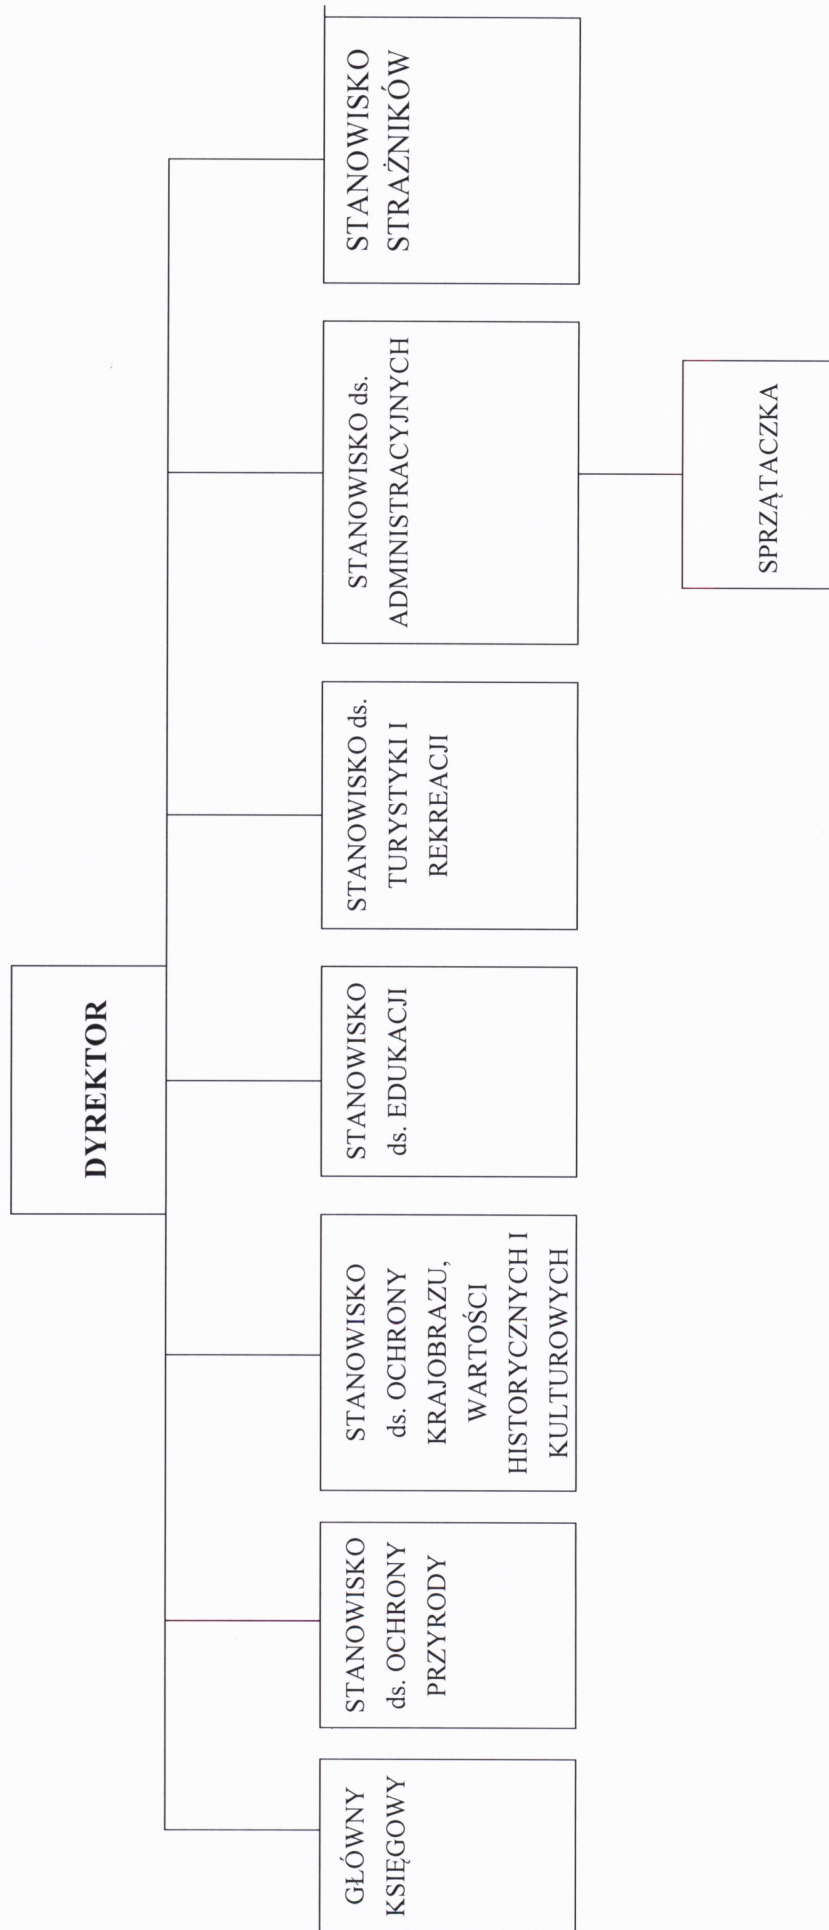 DYREKTOR
GŁÓWNY
KSIĘGOWY
STANOWISKO
ds. OCHRONY
PRZYRODY
STANOWISKO
ds. OCHRONY
KRAJOBRAZU,
WARTOŚCI
HISTORYCZNYCH I
KULTUROWYCH
STANOWISKO
ds. EDUKACJI
STANOWISKO ds.
TURYSTYKI I
REKREACJI
STANOWISKO ds.
ADMINISTRACYJNYCH
STANOWISKO
STRAŻNIKÓW
SPRZĄTACZKA